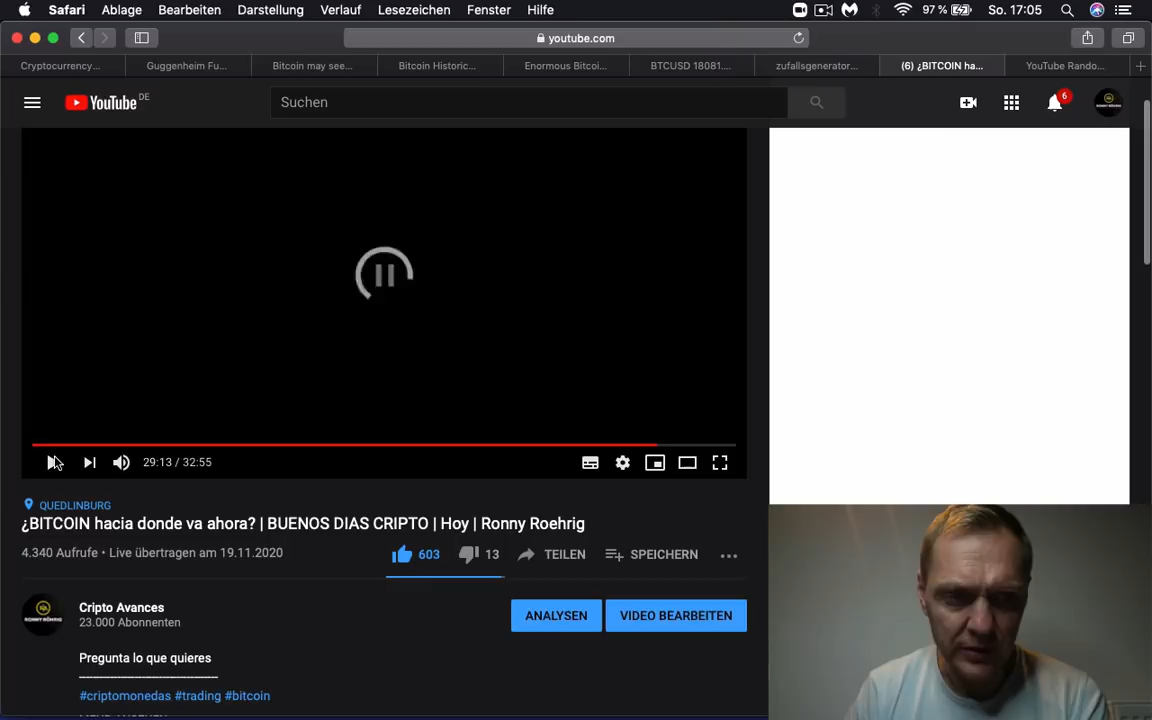 Safari Ablage Bearbeiten Darstellung Verlauf Lesezeichen Fenster Hilfe 97 % So. 17:05
youtube.com
Cryptocurrency... Guggenheim Fu... Bitcoin may see... Bitcoin Historic... Enormous Bitcoi... BTCUSD 18081.... zufallsgenerator... (6) ¿BITCOIN ha... YouTube Rando...
YouTube DE Suchen 6
29:13 / 32:55
QUEDLINBURG
¿BITCOIN hacia donde va ahora? | BUENOS DIAS CRIPTO | Hoy | Ronny Roehrig
4.340 Aufrufe • Live übertragen am 19.11.2020 603 13 TEILEN SPEICHERN
Cripto Avances ANALYSEN VIDEO BEARBEITEN
23.000 Abonnenten
RONNY RÖHRIG
Pregunta lo que quieres
#criptomonedas #trading #bitcoin